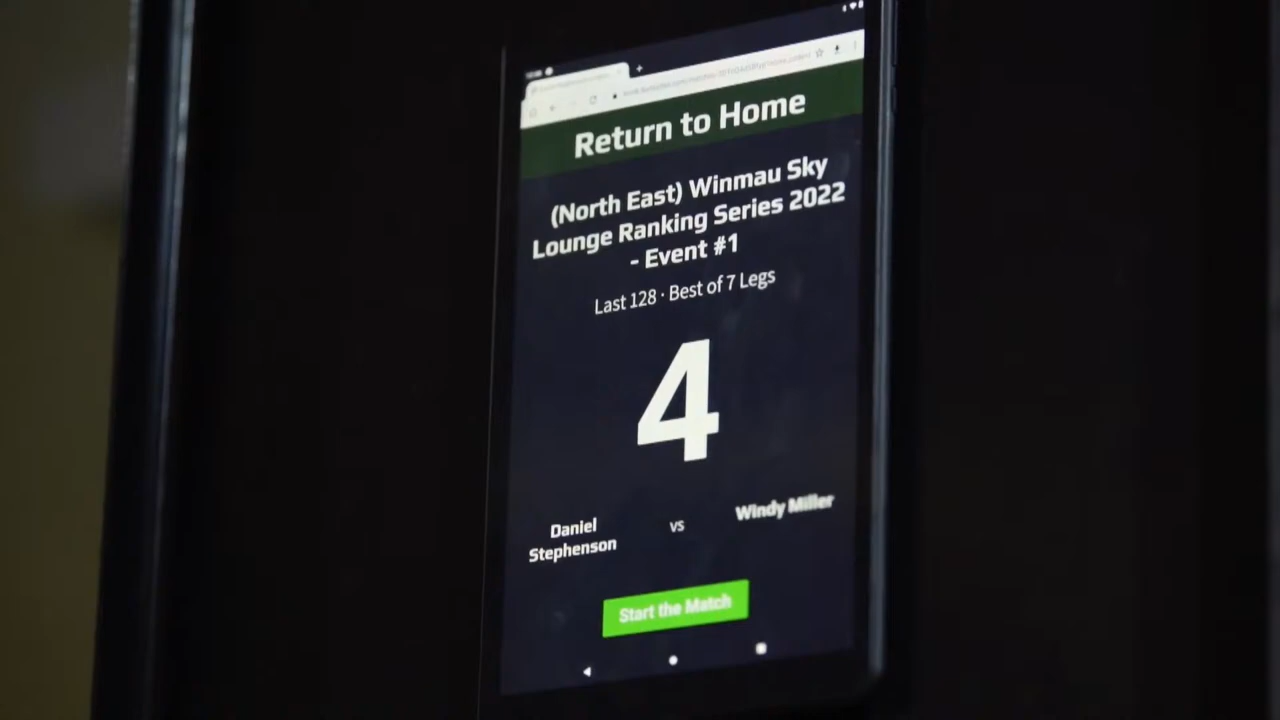 Return to Home
(North East) Winmau Sky
Lounge Ranking Series 2022
- Event #1
Last 128 · Best of 7 Legs
4
Daniel
Stephenson
vs
Windy Miller
Start the Match